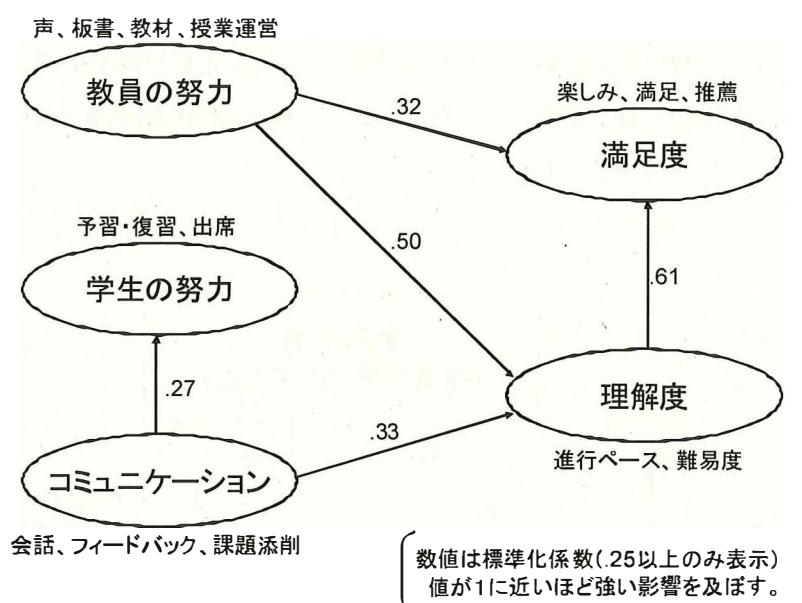 声、板書、教材、授業運営
教員の努力
.32
楽しみ、満足、推薦
満足度
予習・復習、出席
学生の努力
.50
.61
.27
理解度
.33
進行ペース、難易度
コミュニケーション
会話、フィードバック、課題添削
数値は標準化係数(.25以上のみ表示)
値が1に近いほど強い影響を及ぼす。